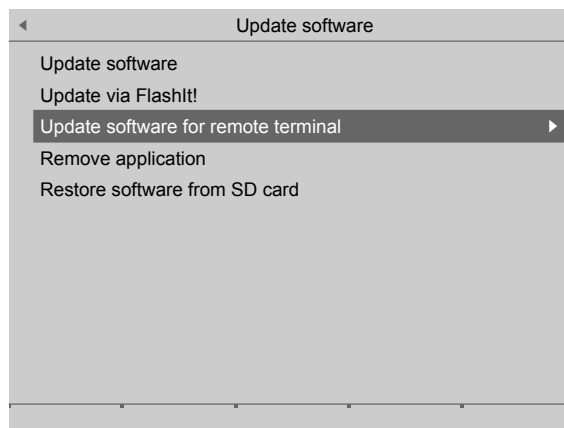 Update software
Update software
Update via FlashIt!
Update software for remote terminal
Remove application
Restore software from SD card